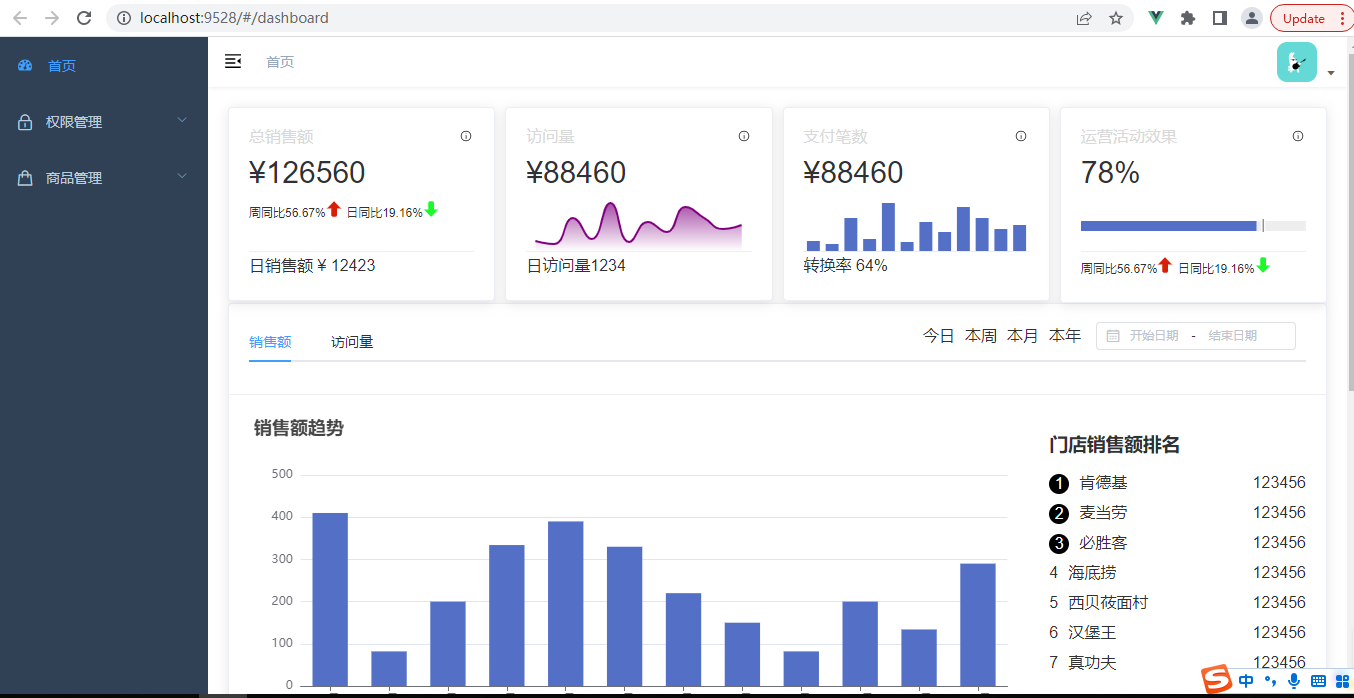 localhost:9528/#/dashboard
Update
首页
权限管理
商品管理
首页
总销售额
¥126560
周同比56.67% 日同比19.16%
日销售额 ¥ 12423
访问量
¥88460
日访问量1234
支付笔数
¥88460
转换率 64%
运营活动效果
78%
周同比56.67% 日同比19.16%
销售额 访问量
今日 本周 本月 本年 开始日期 - 结束日期
销售额趋势
500
400
300
200
100
0
门店销售额排名
1 肯德基 123456
2 麦当劳 123456
3 必胜客 123456
4 海底捞 123456
5 西贝莜面村 123456
6 汉堡王 123456
7 真功夫 123456
S 中